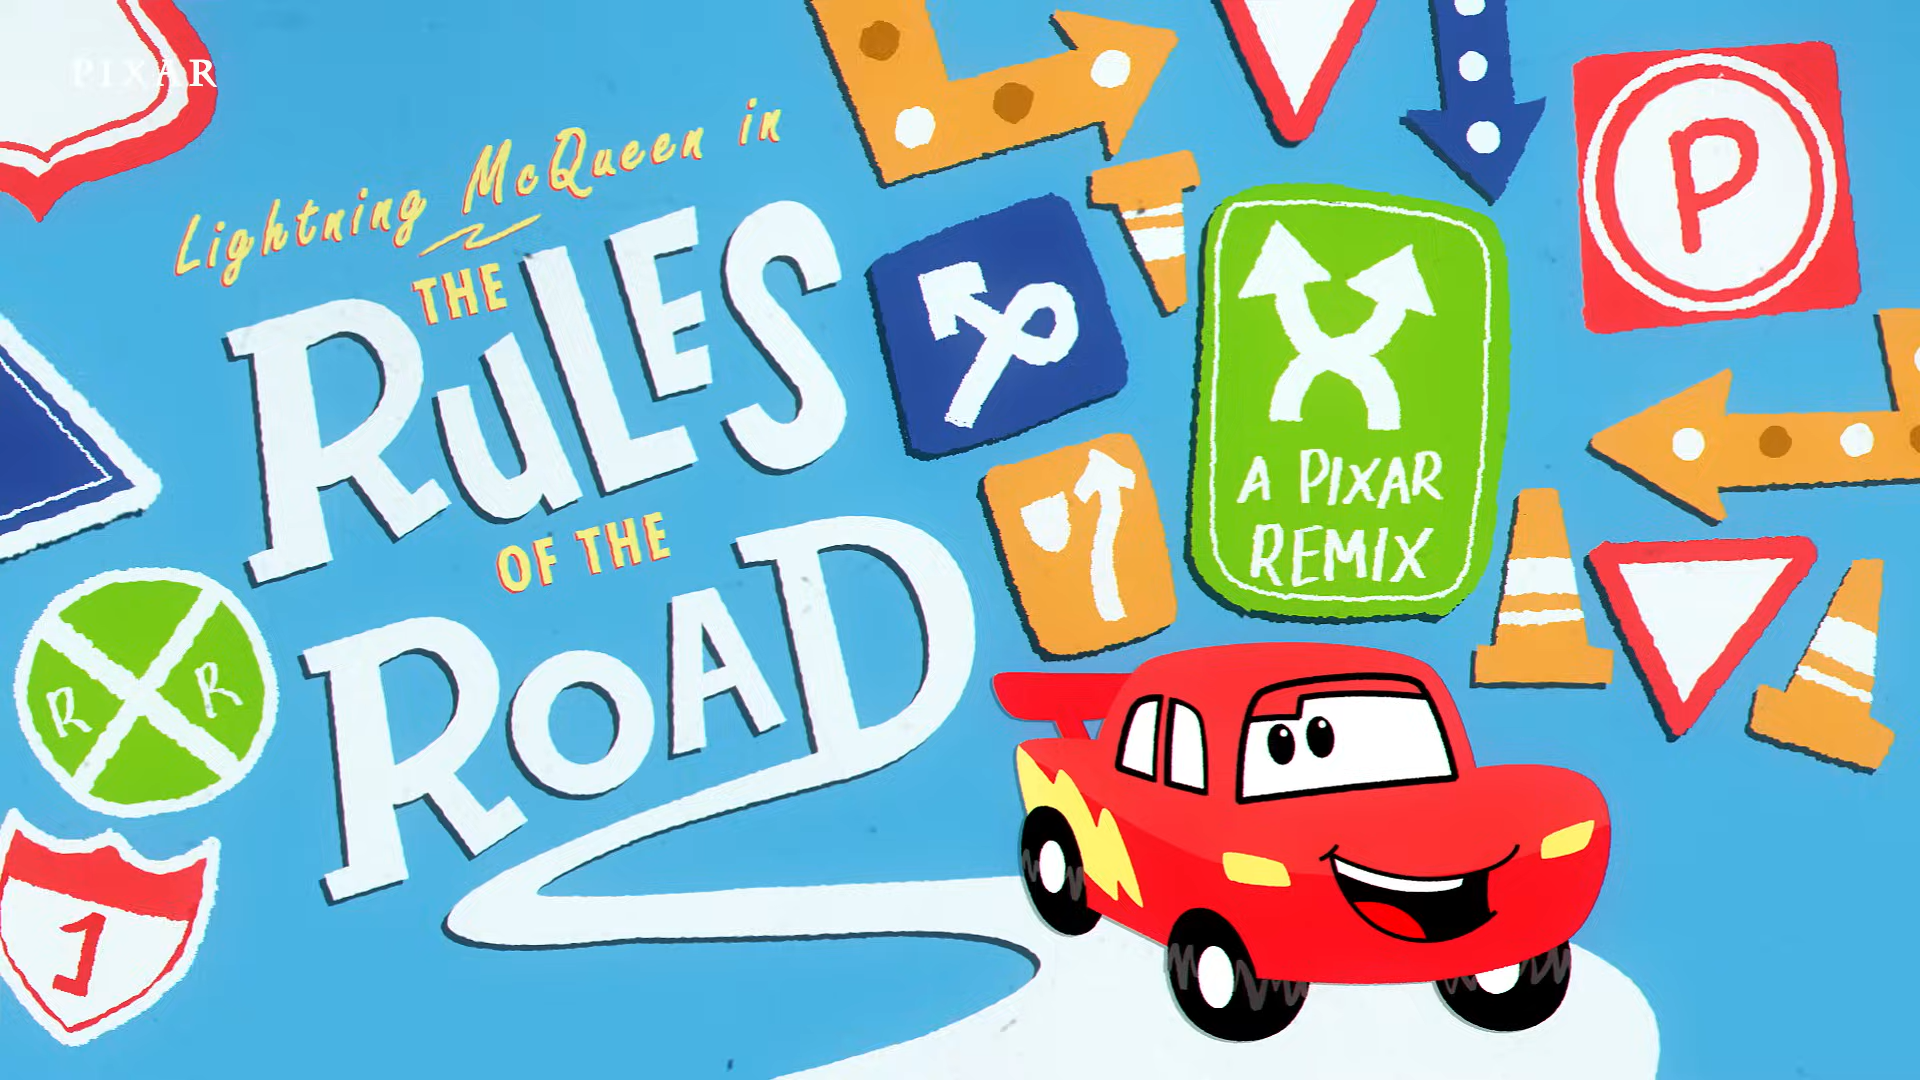 PIXAR
Lightning McQueen in
THE
RULES
OF THE
ROAD
P
A PIXAR
REMIX
R R
1